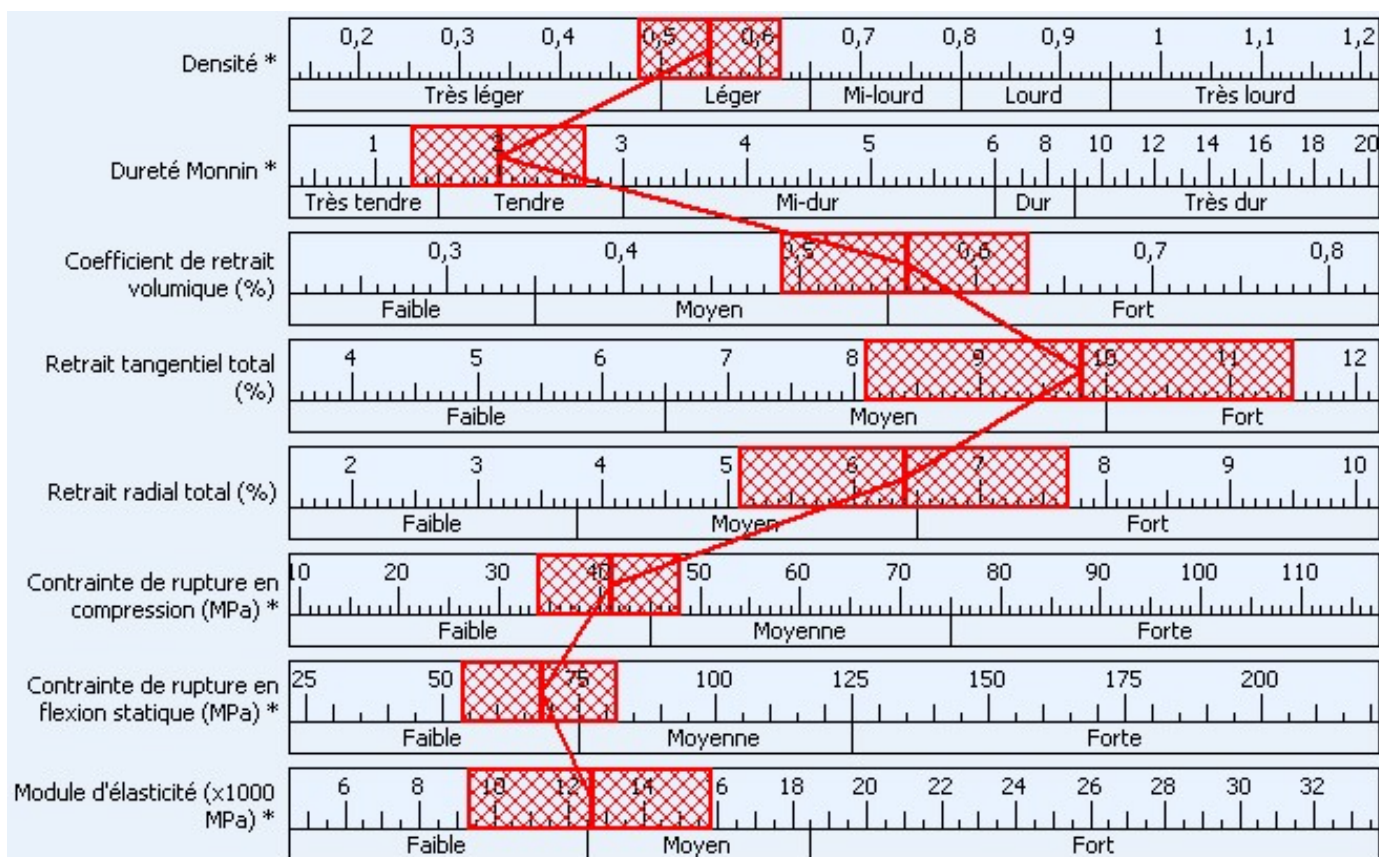 0,2 0,3 0,4 0,5 0,6 0,7 0,8 0,9 1 1,1 1,2
Densité *
Très léger Léger Mi-lourd Lourd Très lourd
1 2 3 4 5 6 8 10 12 14 16 18 20
Dureté Monnin *
Très tendre Tendre Mi-dur Dur Très dur
0,3 0,4 0,5 0,6 0,7 0,8
Coefficient de retrait
volumique (%)
Faible Moyen Fort
4 5 6 7 8 9 10 11 12
Retrait tangentiel total
(%)
Faible Moyen Fort
2 3 4 5 6 7 8 9 10
Retrait radial total (%)
Faible Moyen Fort
10 20 30 40 50 60 70 80 90 100 110
Contrainte de rupture en
compression (MPa) *
Faible Moyenne Forte
25 50 75 100 125 150 175 200
Contrainte de rupture en
flexion statique (MPa) *
Faible Moyenne Forte
6 8 10 12 14 6 18 20 22 24 26 28 30 32
Module d'élasticité (x1000
MPa) *
Faible Moyen Fort